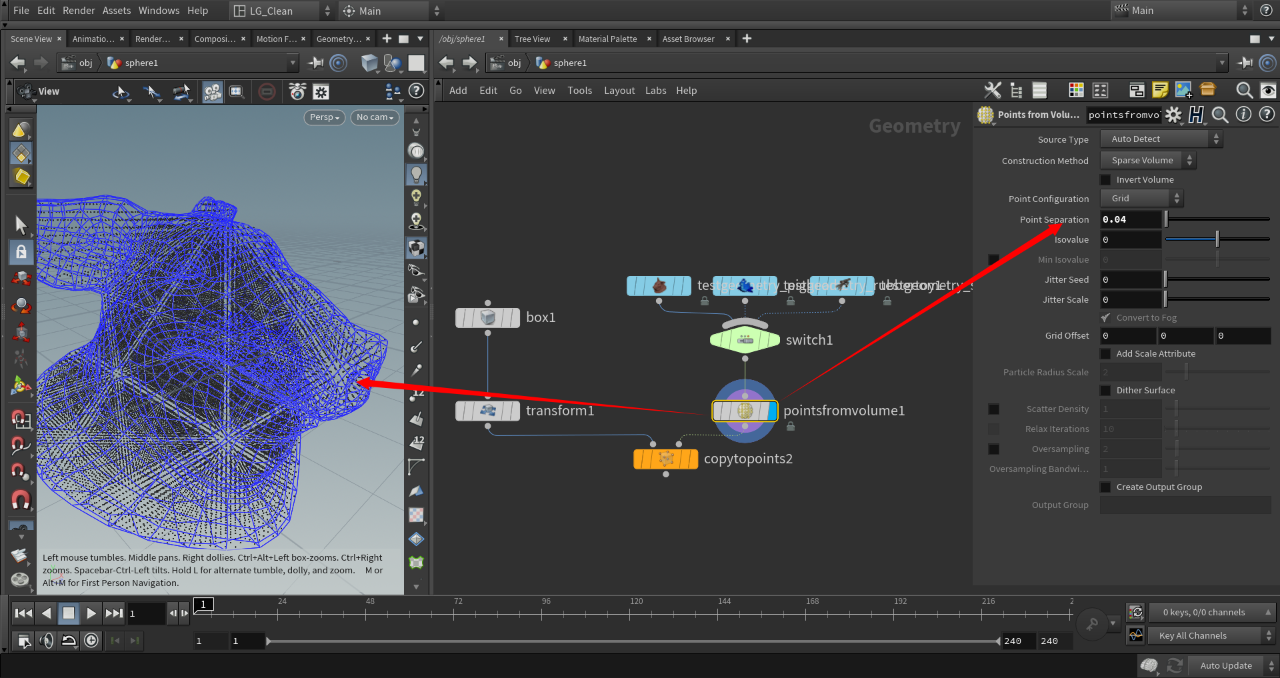 File Edit Render Assets Windows Help LG_Clean Main Main
Scene View Animatio... Render... Composi... Motion F... Geometry...
/obj/sphere1 Tree View Material Palette Asset Browser
obj sphere1
obj sphere1
View
Add Edit Go View Tools Layout Labs Help
Persp No cam
Geometry
box1
switch1
transform1
pointsfromvolume1
copytopoints2
Points from Volu... pointsfromvo
Source Type Auto Detect
Construction Method Sparse Volume
Invert Volume
Point Configuration Grid
Point Separation 0.04
Isovalue 0
Min Isovalue 0
Jitter Seed 0
Jitter Scale 0
Convert to Fog
Grid Offset 0 0 0
Add Scale Attribute
Particle Radius Scale 2
Dither Surface
Scatter Density 1
Relax Iterations 10
Oversampling 2
Oversampling Bandwi... 1
Create Output Group
Output Group
Left mouse tumbles. Middle pans. Right dollies. Ctrl+Alt+Left box-zooms. Ctrl+Right
zooms. Spacebar-Ctrl-Left tilts. Hold L for alternate tumble, dolly, and zoom. M or
Alt+M for First Person Navigation.
1 1 24 48 72 96 120 144 168 192 216 2
0 keys, 0/0 channels
1 1 240 240 Key All Channels
Auto Update